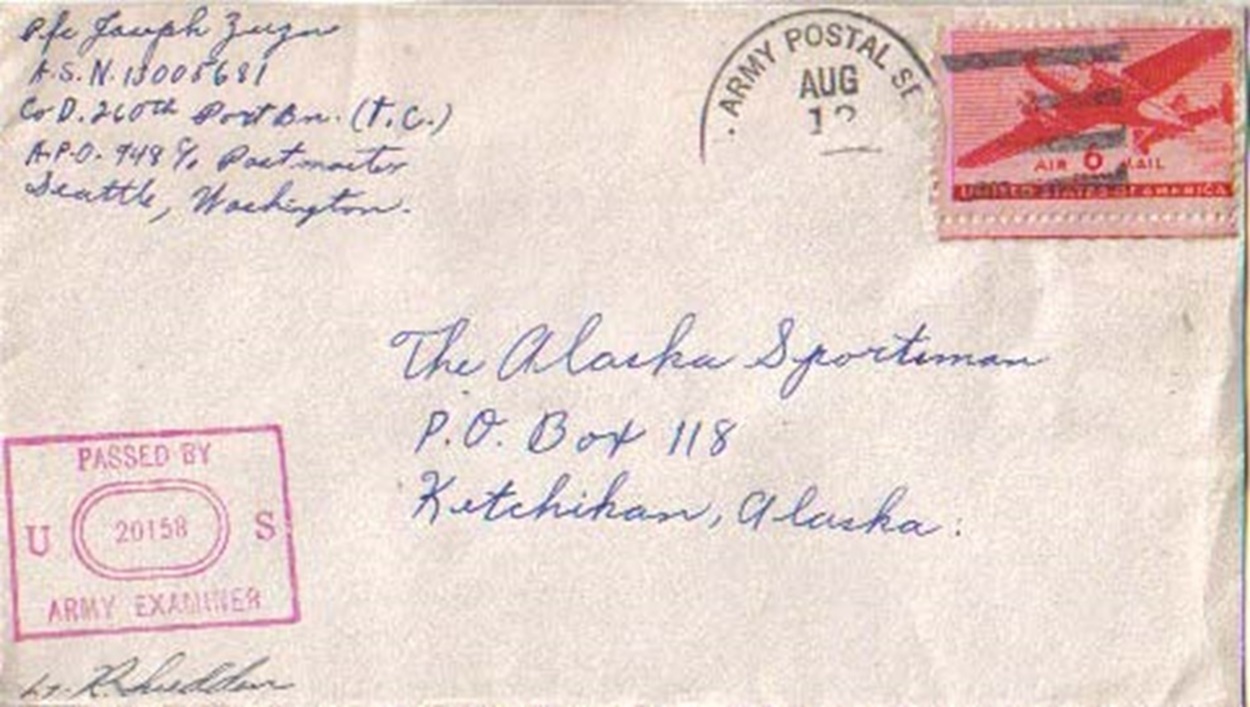 Pfc Joseph
A.S.N. 13005681
Co D. 260th Port Bn. (T.C.)
A.P.O. 948 c/o Postmaster
Seattle, Washington.
ARMY POSTAL SE
AUG
12
AIR 6 MAIL
UNITED STATES OF AMERICA
The Alaska Sportsman
P.O. Box 118
Ketchikan, Alaska.
PASSED BY
U 20158 S
ARMY EXAMINER
Lt.